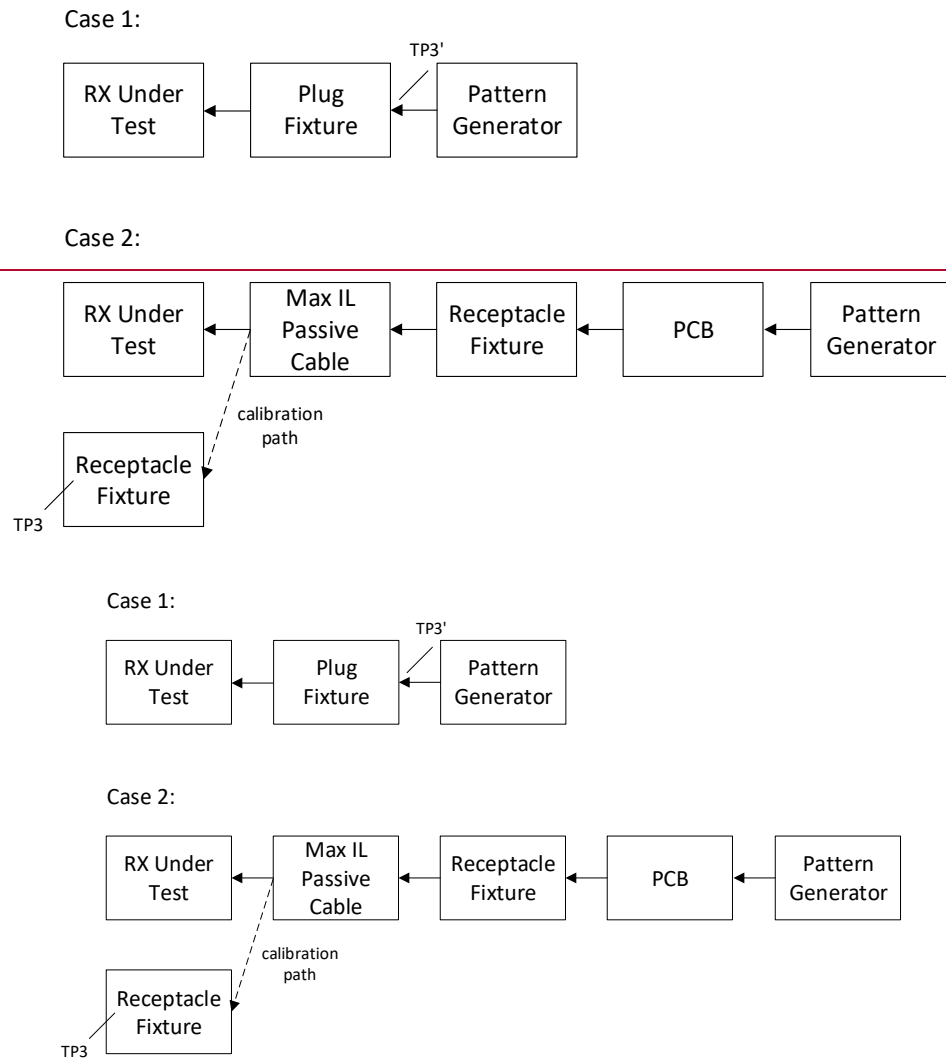 Case 1:
TP3'
RX Under
Test
Plug
Fixture
Pattern
Generator
Case 2:
RX Under
Test
Max IL
Passive
Cable
Receptacle
Fixture
PCB
Pattern
Generator
calibration
path
Receptacle
Fixture
TP3
Case 1:
TP3'
RX Under
Test
Plug
Fixture
Pattern
Generator
Case 2:
RX Under
Test
Max IL
Passive
Cable
Receptacle
Fixture
PCB
Pattern
Generator
calibration
path
Receptacle
Fixture
TP3